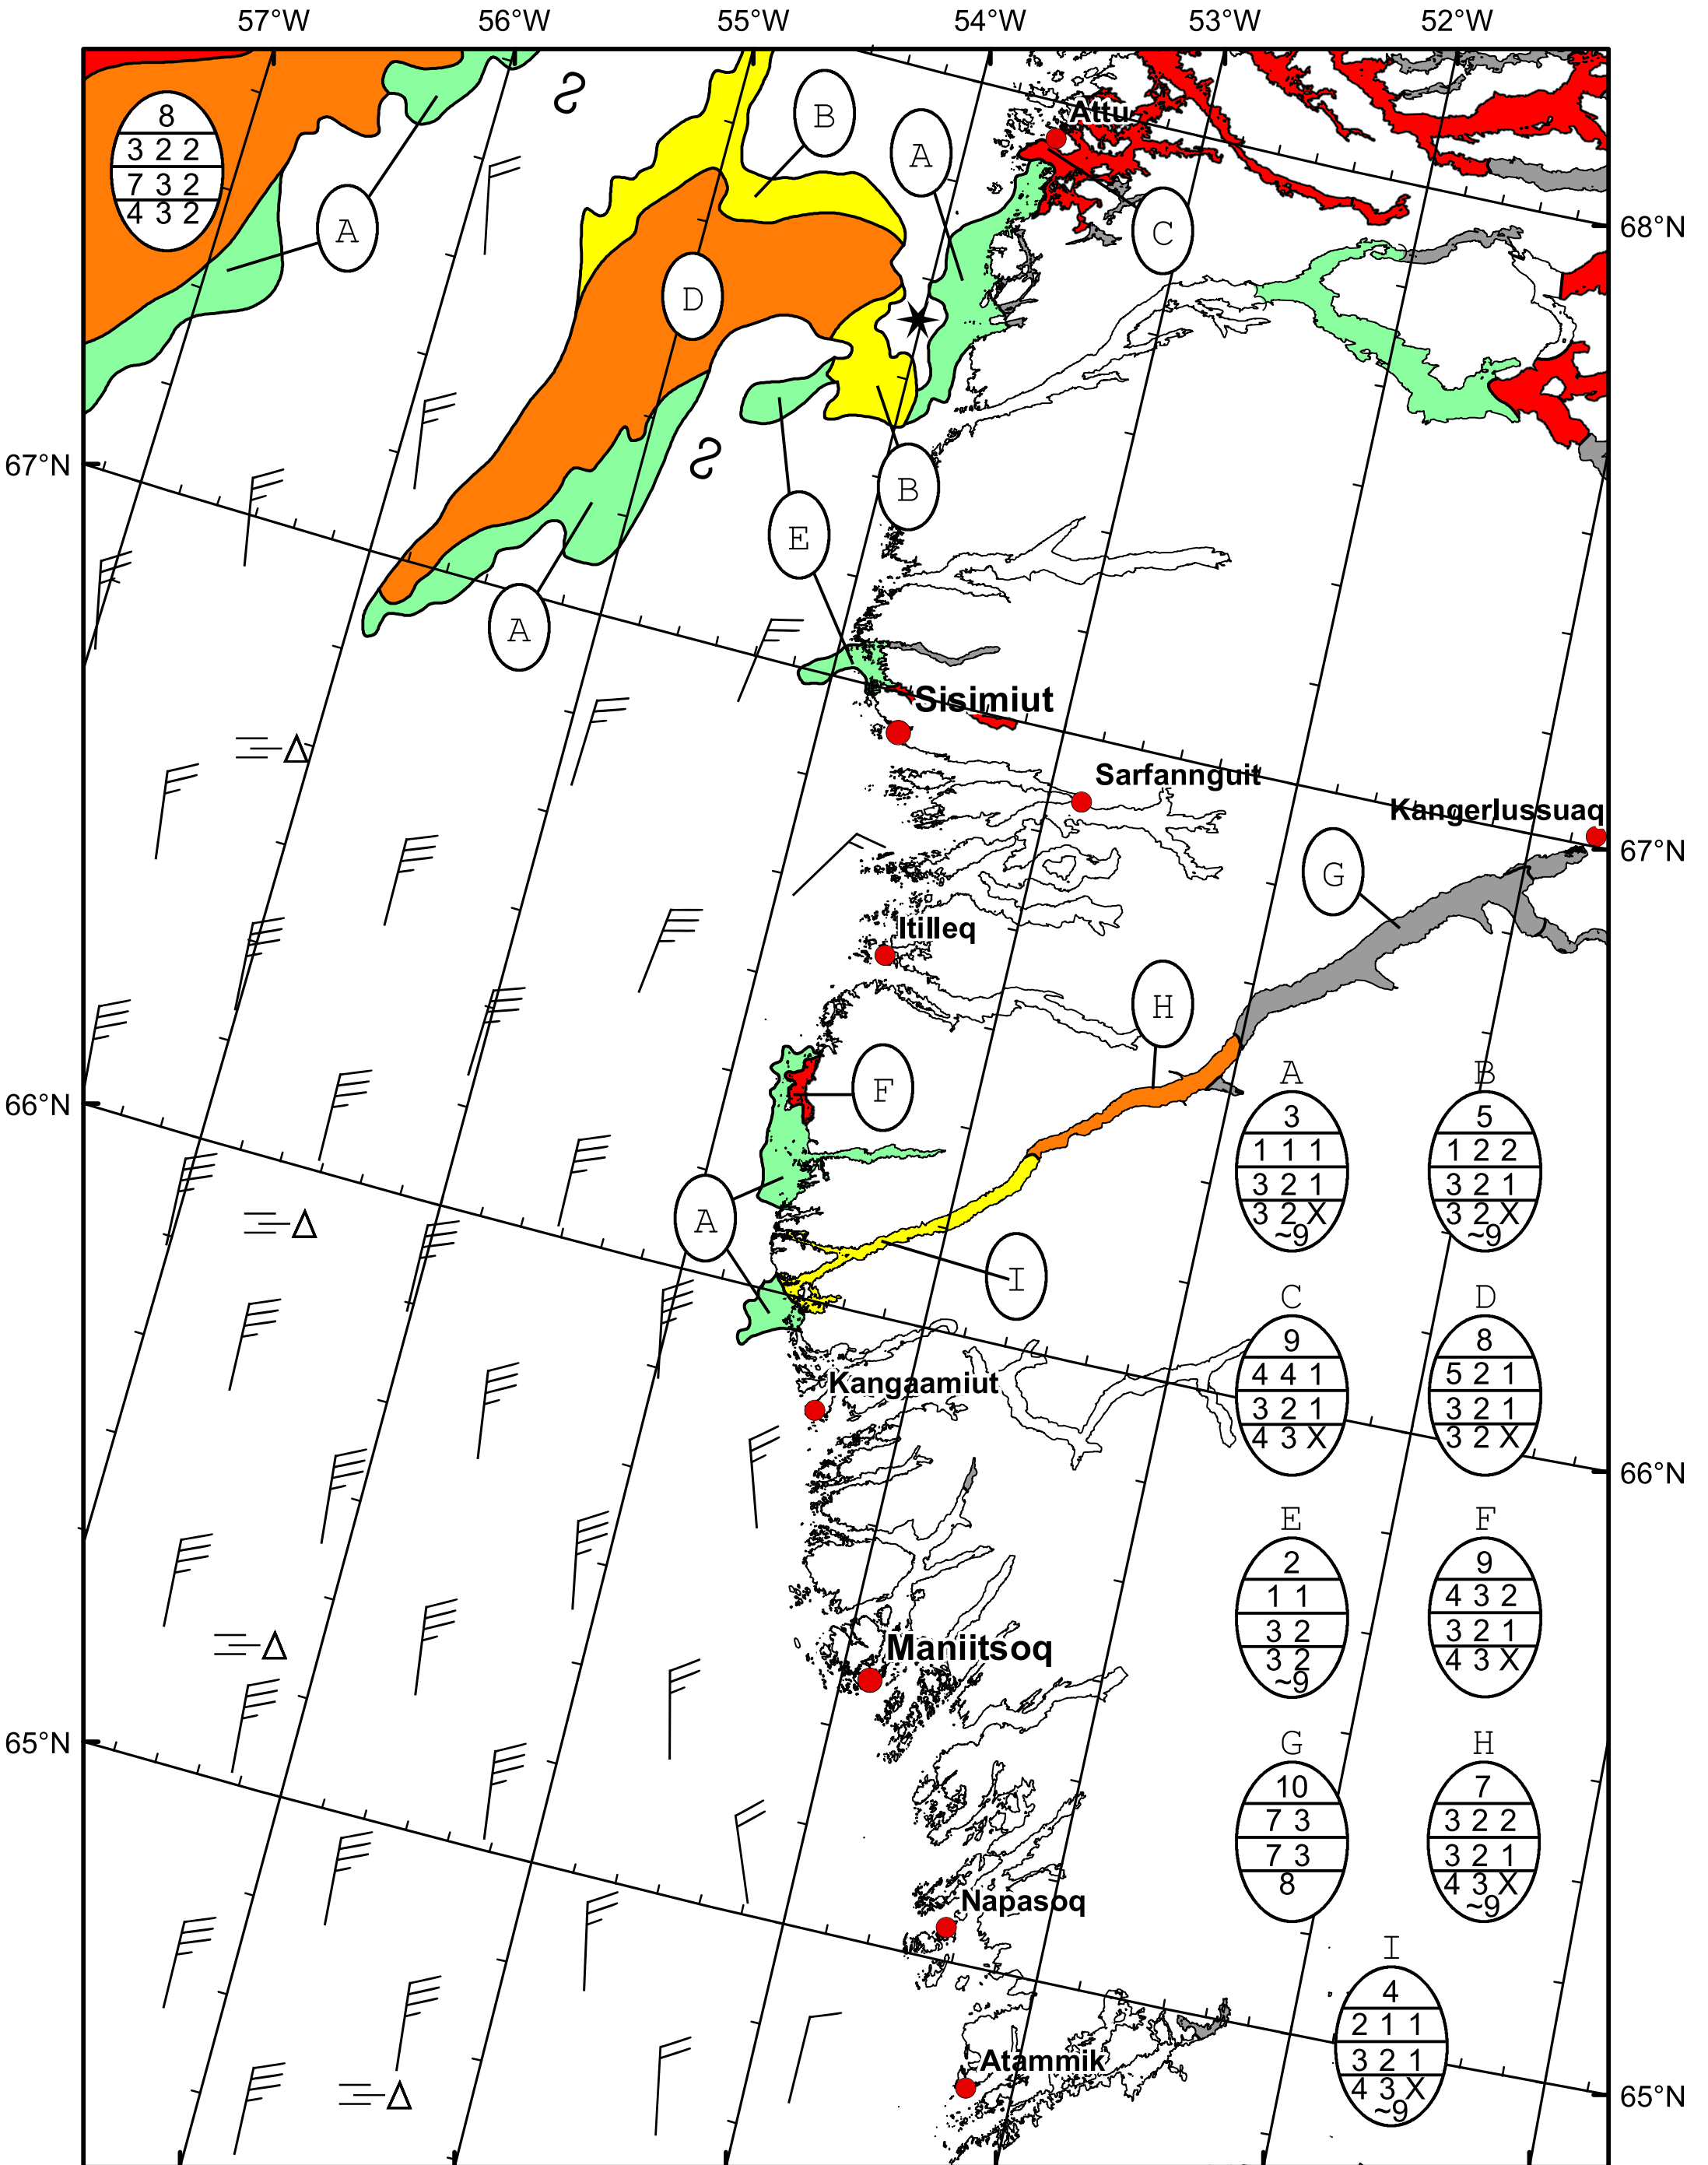 57°W 56°W 55°W 54°W 53°W 52°W
8
3 2 2
7 3 2
4 3 2
B
A
Attu
A
C
68°N
D
67°N
B
E
A
Sisimiut
Sarfannguit
Kangerlussuaq
67°N
G
Itilleq
H
F
66°N
A
I
A
3
1 1 1
3 2 1
3 2 X
~9
B
5
1 2 2
3 2 1
3 2 X
~9
C
9
4 4 1
3 2 1
4 3 X
D
8
5 2 1
3 2 1
3 2 X
Kangaamiut
66°N
E
2
1 1
3 2
3 2
~9
F
9
4 3 2
3 2 1
4 3 X
Maniitsoq
65°N
G
10
7 3
7 3
8
H
7
3 2 2
3 2 1
4 3 X
~9
Napasoq
I
4
2 1 1
3 2 1
4 3 X
~9
Atammik
65°N